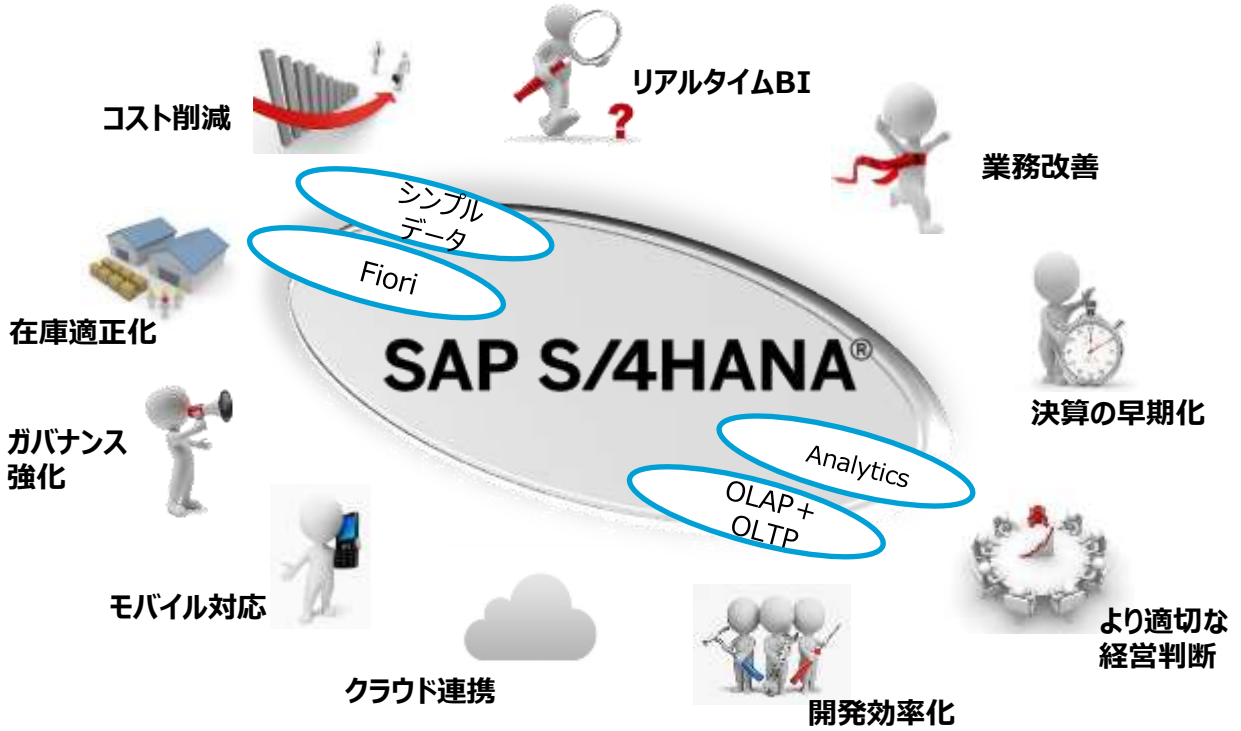 リアルタイムBI
コスト削減
業務改善
シンプル
データ
Fiori
在庫適正化
SAP S/4HANA®
決算の早期化
ガバナンス
強化
Analytics
OLAP＋
OLTP
モバイル対応
より適切な
経営判断
クラウド連携
開発効率化
?